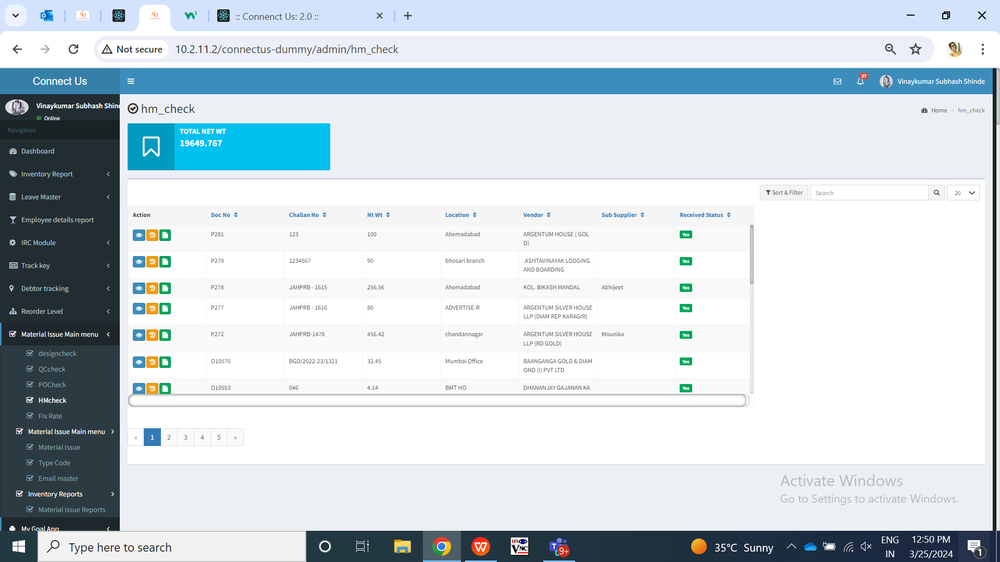 :: Connenct Us: 2.0 ::
Not secure
10.2.11.2/connectus-dummy/admin/hm_check
Connect Us
27
Vinaykumar Subhash Shinde
Vinaykumar Subhash Shind
Online
Navigation
Dashboard
Inventory Report
Leave Master
Employee details report
IRC Module
Track key
Debtor tracking
Reorder Level
Material Issue Main menu
designcheck
QCcheck
POCheck
HMcheck
Fix Rate
Material Issue Main menu
Material Issue
Type Code
Email master
Inventory Reports
Material Issue Reports
My Goal App
hm_check
Home > hm_check
TOTAL NET WT
19649.767
Sort & Filter
Search
20
Action Doc No Challan No Nt Wt Location Vendor Sub Supplier Received Status
P281 123 100 Ahemadabad ARGENTUM HOUSE ( GOL Yes
D)
P279 1234567 90 bhosari branch .ASHTAVINAYAK LODGING Yes
AND BOARDING
P278 JAHPRB - 1615 256.56 Ahemadabad KOL. BIKASH MANDAL Abhijeet Yes
P277 JAHPRB - 1616 80 ADVERTISE-R ARGENTUM SILVER HOUSE Yes
LLP (DIAM REP KARAGIR)
P272 JAHPRB-1478 456.42 chandannagar ARGENTUM SILVER HOUSE Mounika Yes
LLP (RD GOLD)
O10570 BGD/2022-23/1321 32.45 Mumbai Office BAANGANGA GOLD & DIAM Yes
OND (I) PVT LTD
O10553 046 4.14 BMT HO DHANANJAY GAJANAN KA Yes
« 1 2 3 4 5 »
Activate Windows
Go to Settings to activate Windows.
Type here to search
9+
35°C Sunny
ENG
IN
12:50 PM
3/25/2024
1